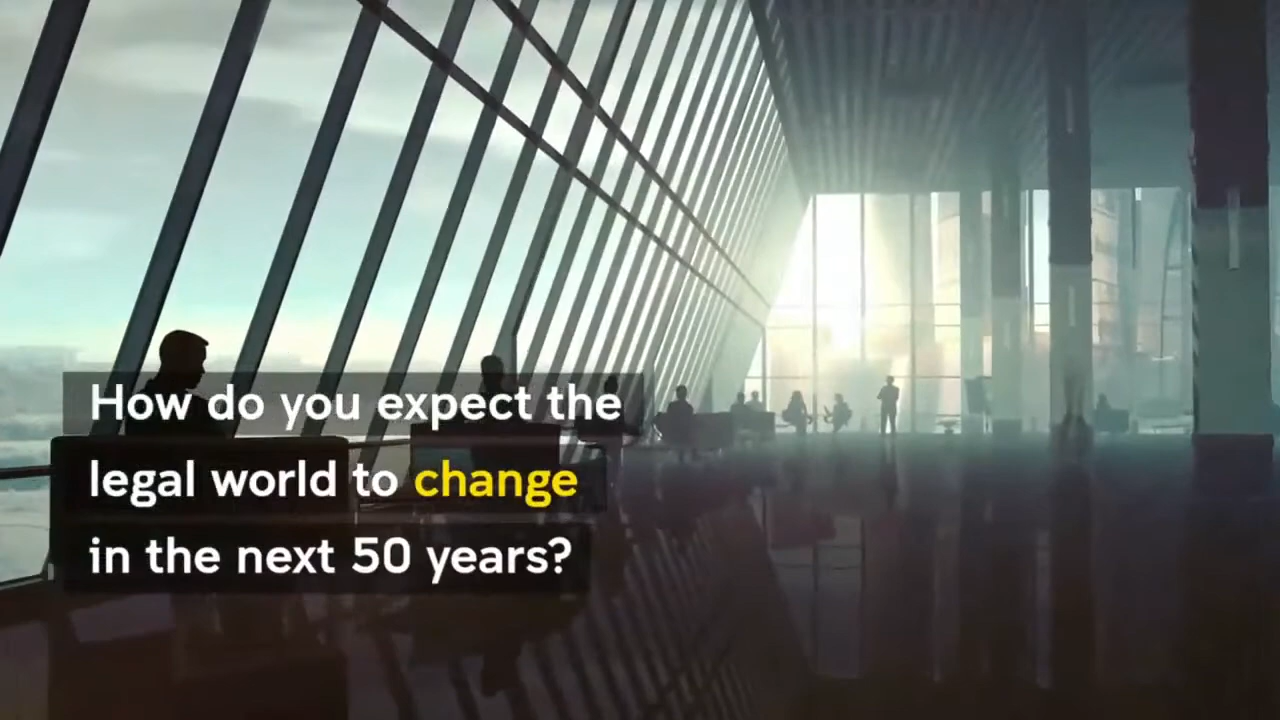 How do you expect the
legal world to change
in the next 50 years?